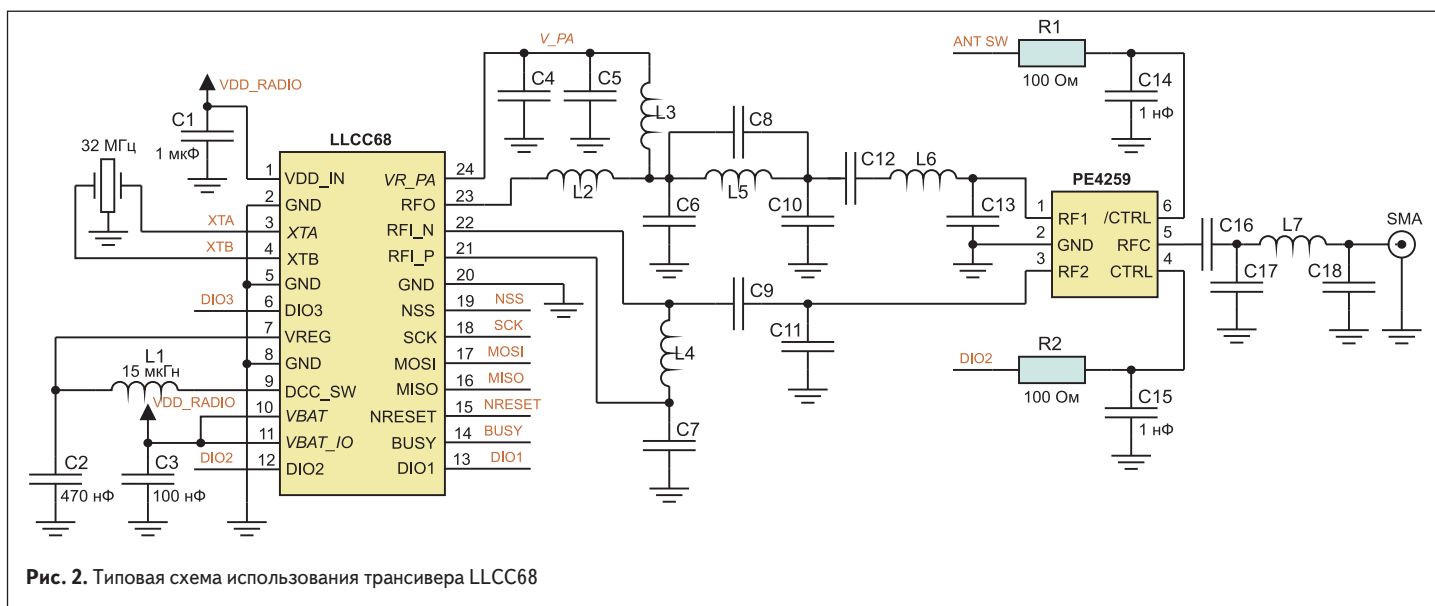 V_PA
ANT SW
R1
100 Ом
C14
1 нФ
VDD_RADIO
C1
1 мкФ
32 МГц
XTA
XTB
C4
C5
L3
C8
L2
L5
C12
L6
C6
C10
C13
LLCC68
1
VDD_IN
2
GND
3
XTA
4
XTB
5
GND
6
DIO3
7
VREG
8
GND
9
DCC_SW
10
VBAT
11
VBAT_IO
12
DIO2
24
VR_PA
23
RFO
22
RFI_N
21
RFI_P
20
GND
19
NSS
18
SCK
17
MOSI
16
MISO
15
NRESET
14
BUSY
13
DIO1
NSS
SCK
MOSI
MISO
NRESET
BUSY
DIO1
DIO3
L1
15 мкГн
VDD_RADIO
DIO2
C2
470 нФ
C3
100 нФ
C9
C11
L4
C7
PE4259
1
RF1
2
GND
3
RF2
/CTRL
6
RFC
5
CTRL
4
C16
L7
SMA
C17
C18
DIO2
R2
100 Ом
C15
1 нФ
Рис. 2. Типовая схема использования трансивера LLCC68